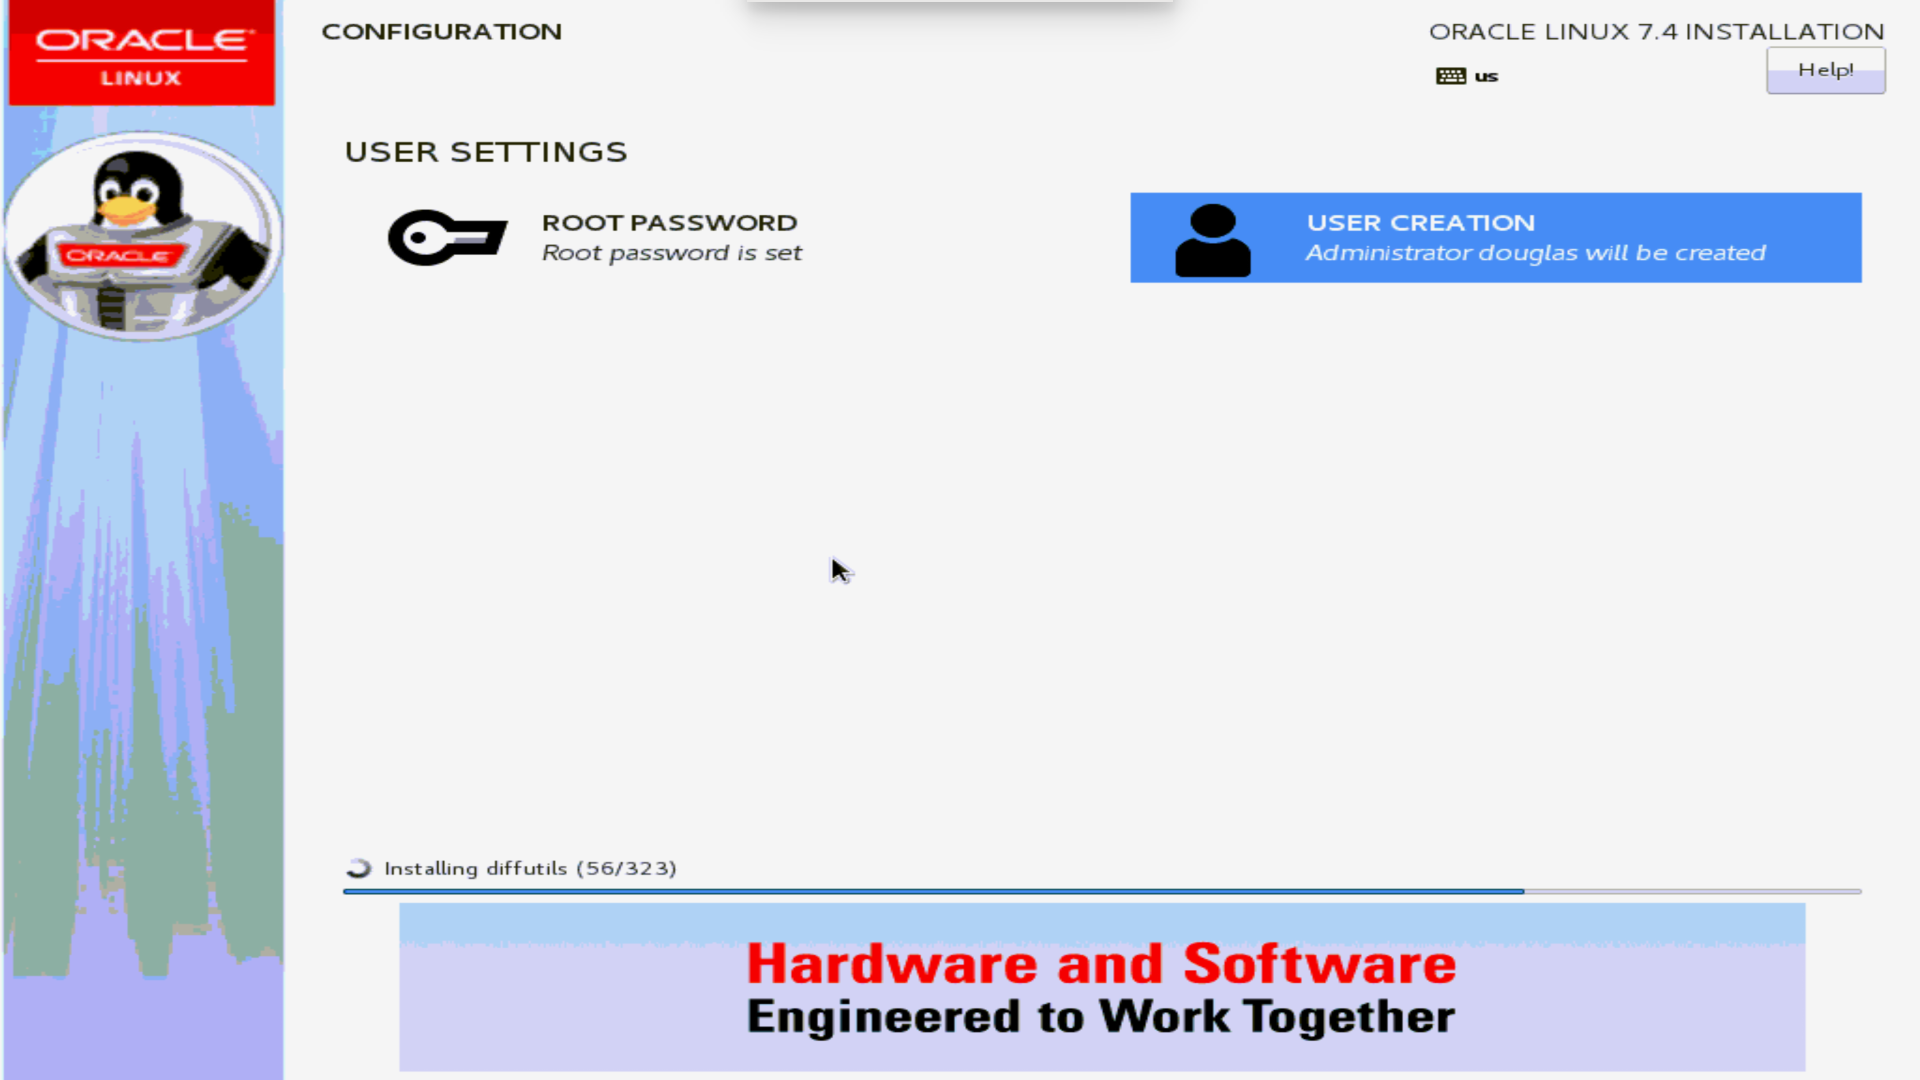 ORACLE
LINUX
ORACLE
CONFIGURATION
ORACLE LINUX 7.4 INSTALLATION
us
Help!
USER SETTINGS
ROOT PASSWORD
Root password is set
USER CREATION
Administrator douglas will be created
Installing diffutils (56/323)
Hardware and Software
Engineered to Work Together